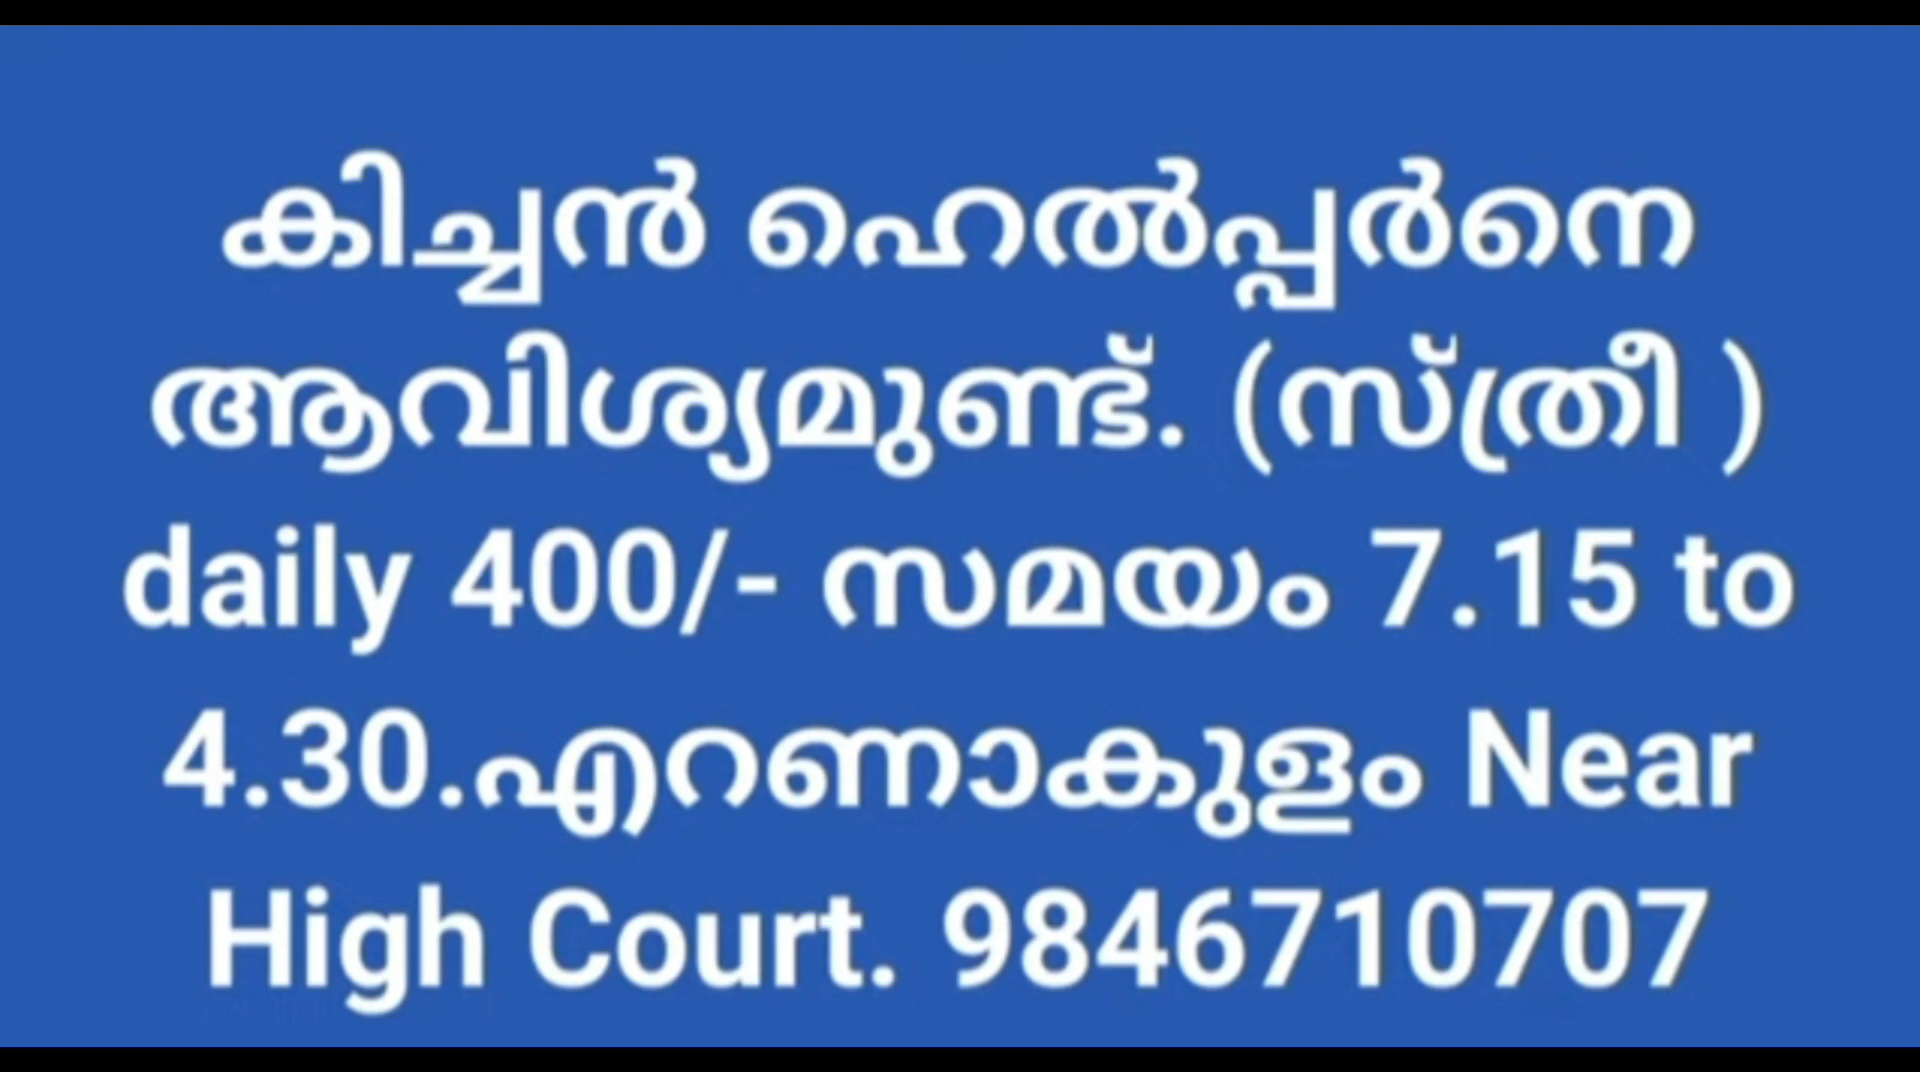 കിച്ചൻ ഹെൽപ്പർനെ
ആവിശ്യമുണ്ട്. (സ്ത്രീ )
daily 400/- സമയം 7.15 to
4.30.എറണാകുളം Near
High Court. 9846710707